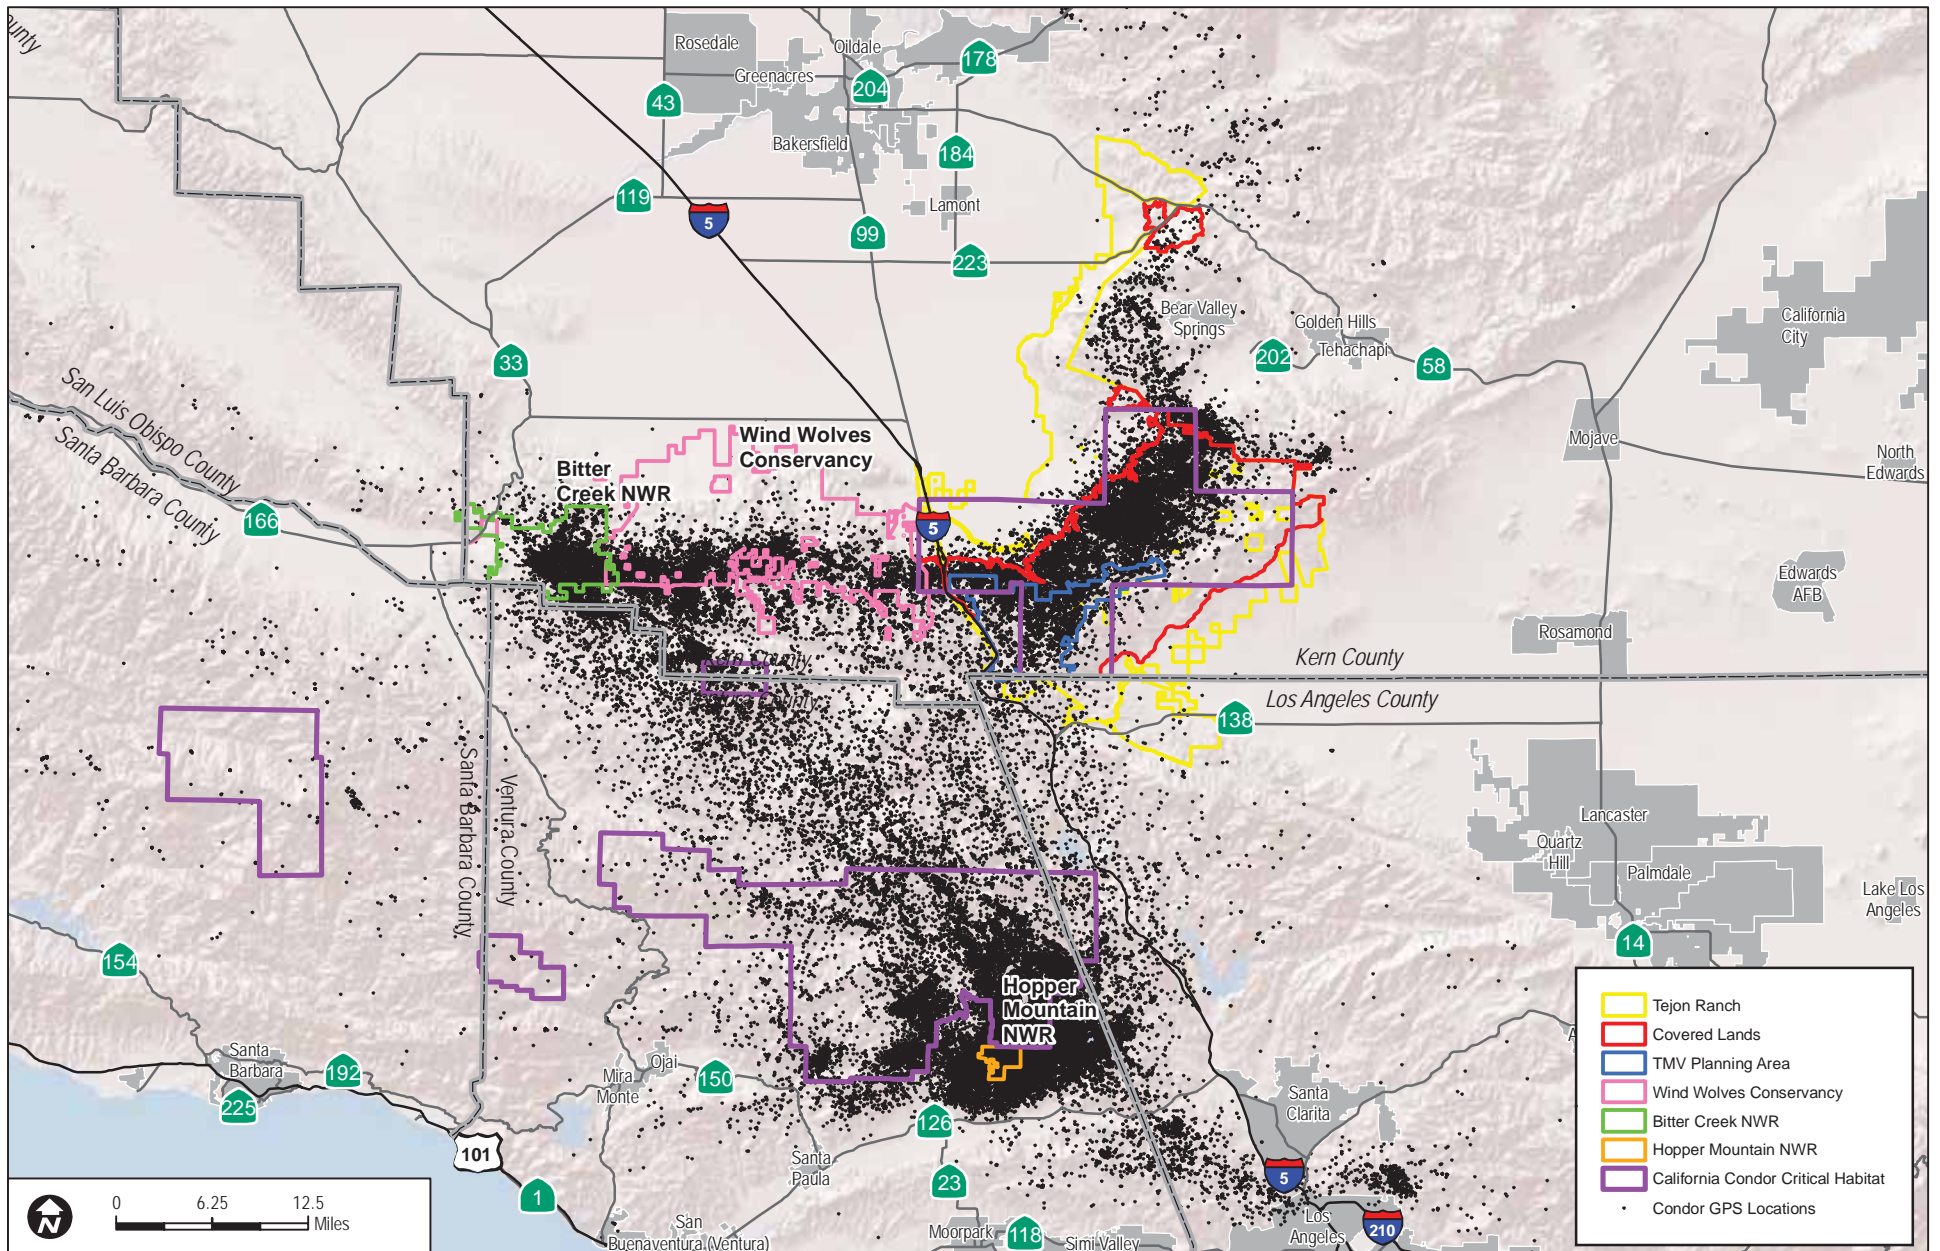 ounty
Rosedale
Oildale
Greenacres
178
204
43
Bakersfield
184
119
Lamont
5
99
223
Bear Valley
Springs
Golden Hills
Tehachapi
202
58
California
City
33
San Luis Obispo County
Santa Barbara County
166
Wind Wolves
Conservancy
Bitter
Creek NWR
5
Mojave
North
Edwards
Edwards
AFB
Rosamond
Kern County
Kern County
Los Angeles County
138
Santa Barbara County
Ventura County
Lancaster
Quartz
Hill
Palmdale
Lake Los
Angeles
14
154
Hopper
Mountain
NWR
Santa
Barbara
192
225
Ojai
Mira
Monte
150
126
Santa
Clarita
101
1
Santa
Paula
23
5
San
Buenaventura (Ventura)
Moorpark
118
Simi Valley
Los
Angeles
210
A
Tejon Ranch
Covered Lands
TMV Planning Area
Wind Wolves Conservancy
Bitter Creek NWR
Hopper Mountain NWR
California Condor Critical Habitat
Condor GPS Locations
N
0 6.25 12.5
Miles